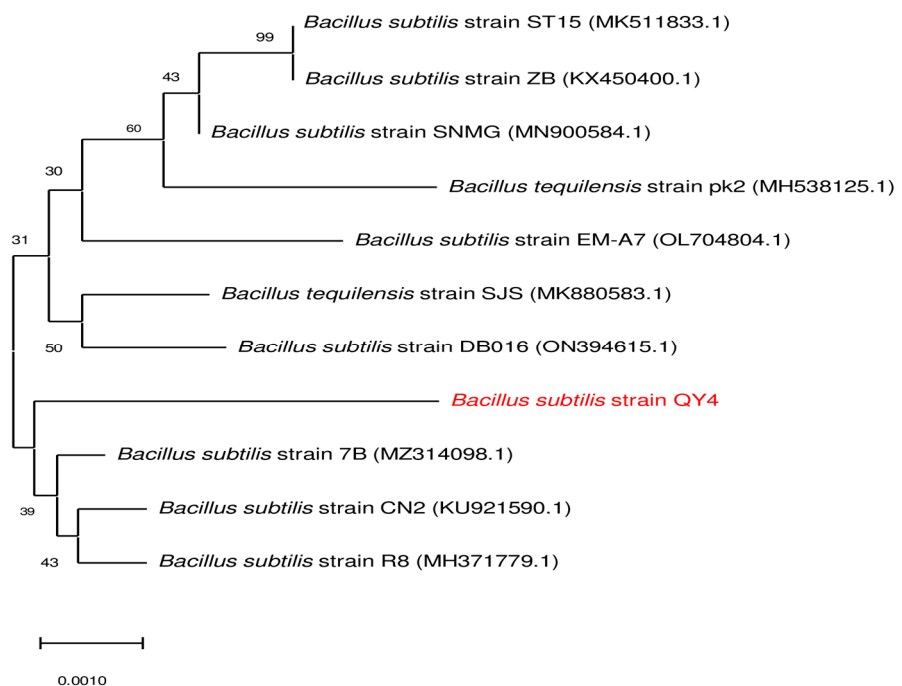 Bacillus subtilis strain ST15 (MK511833.1)
99
Bacillus subtilis strain ZB (KX450400.1)
43
Bacillus subtilis strain SNMG (MN900584.1)
60
Bacillus tequilensis strain pk2 (MH538125.1)
30
Bacillus subtilis strain EM-A7 (OL704804.1)
31
Bacillus tequilensis strain SJS (MK880583.1)
Bacillus subtilis strain DB016 (ON394615.1)
50
Bacillus subtilis strain QY4
Bacillus subtilis strain 7B (MZ314098.1)
Bacillus subtilis strain CN2 (KU921590.1)
39
Bacillus subtilis strain R8 (MH371779.1)
43
0.0010